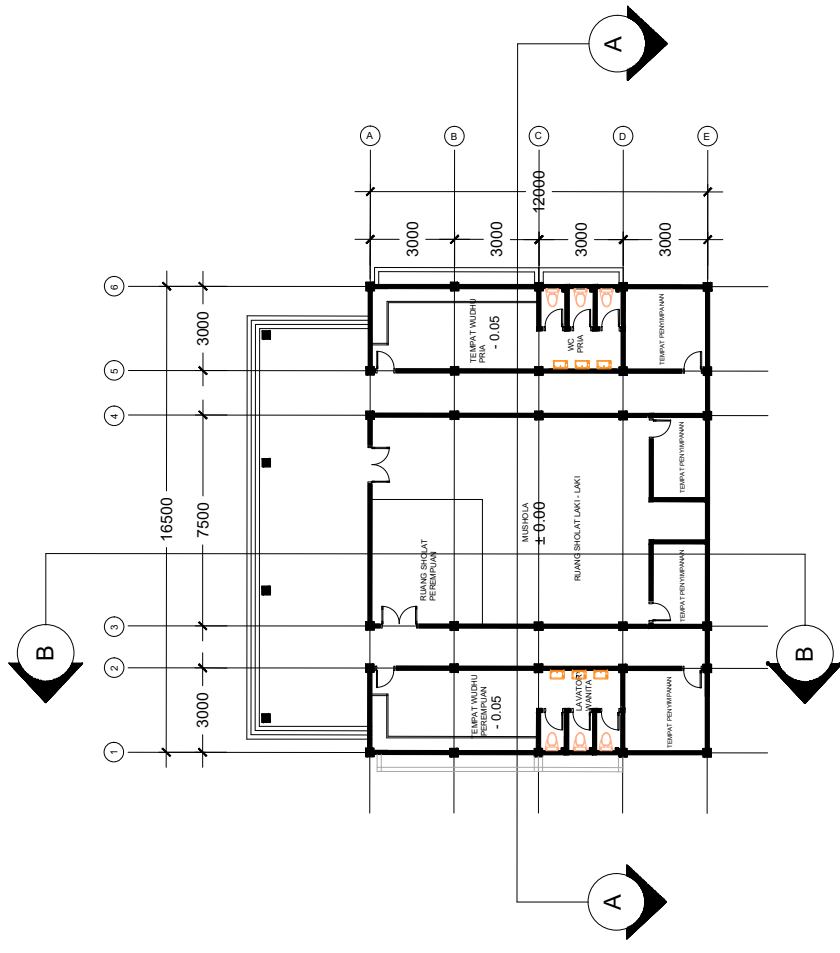 A
A
B
C
D
E
12000
3000
3000
3000
3000
6
5
4
3
2
1
3000
16500
7500
3000
TEMPAT WUDHU
PRIA
- 0.05
WC
PRIA
TEMPAT PENYIMPANAN
RUANG SHOLAT
PEREMPUAN
MUSHOLA
± 0.00
RUANG SHOLAT LAKI - LAKI
TEMPAT PENYIMPANAN
TEMPAT PENYIMPANAN
B
B
TEMPAT WUDHU
PEREMPUAN
- 0.05
LAVATORY
WANITA
TEMPAT PENYIMPANAN
A